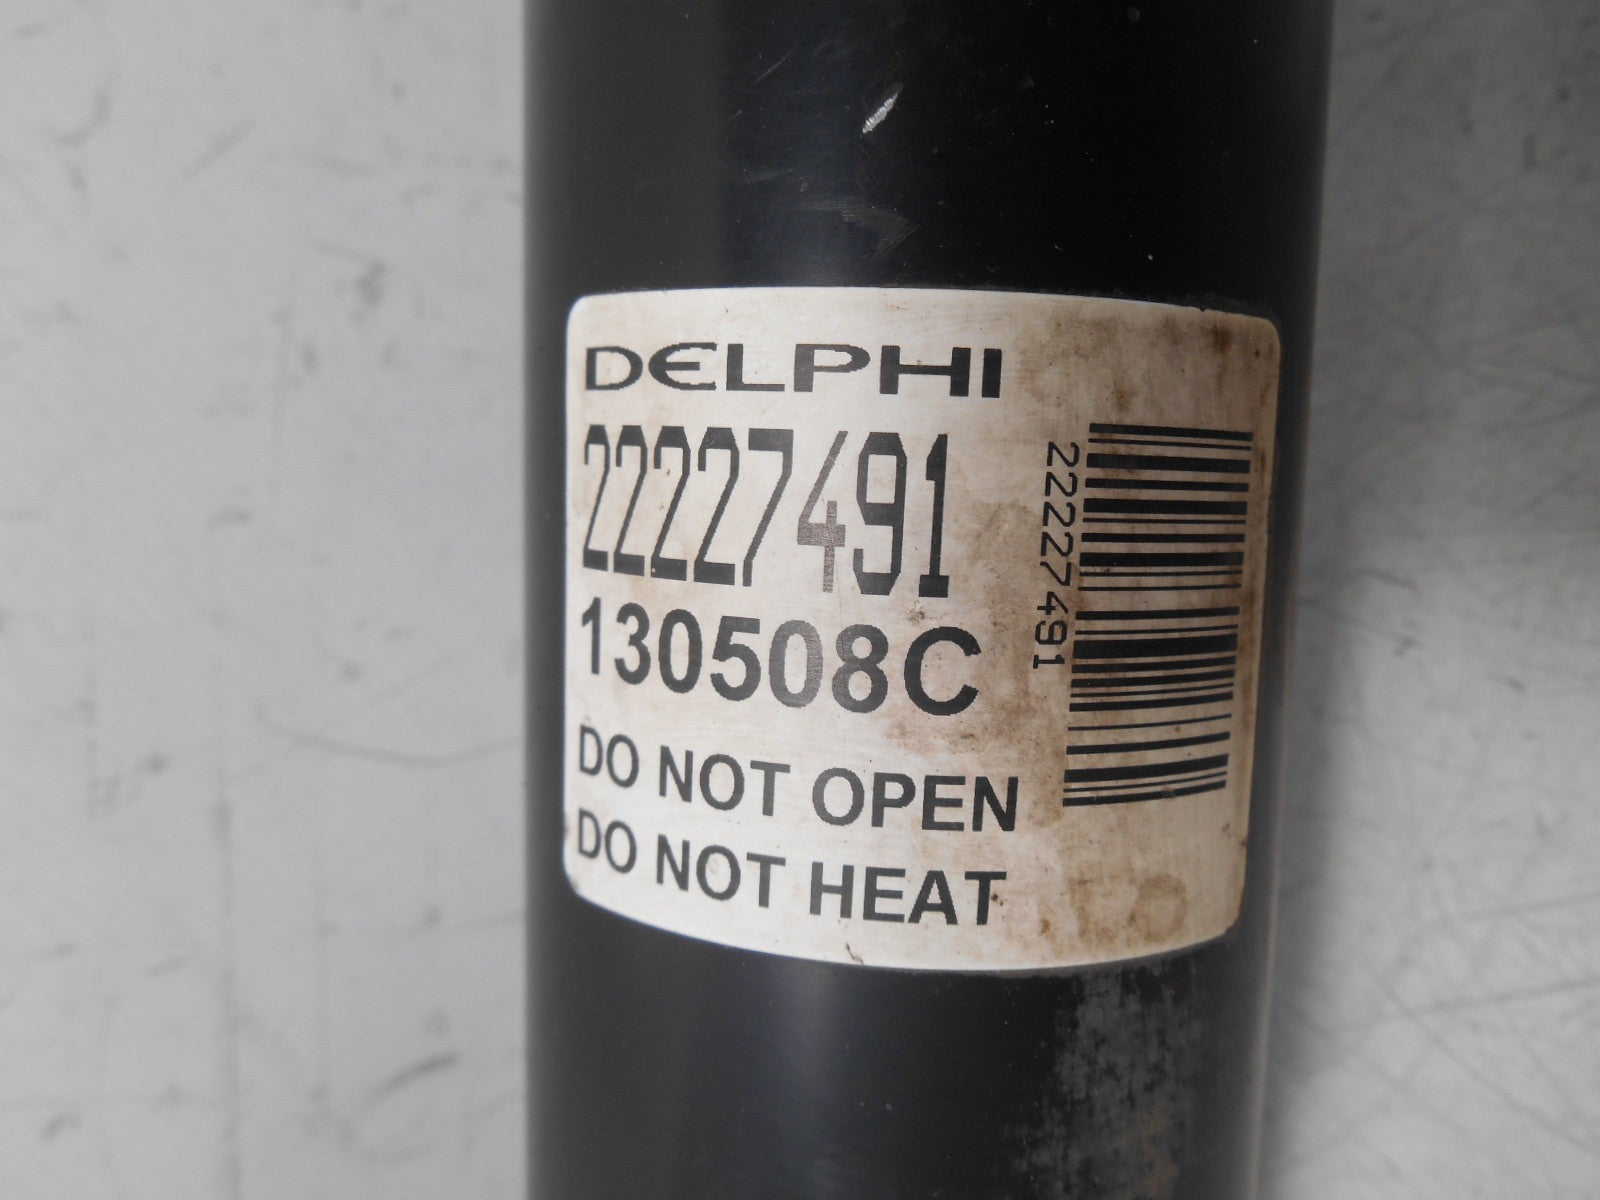 DELPHI
22227491
130508C
DO NOT OPEN
DO NOT HEAT
22227491